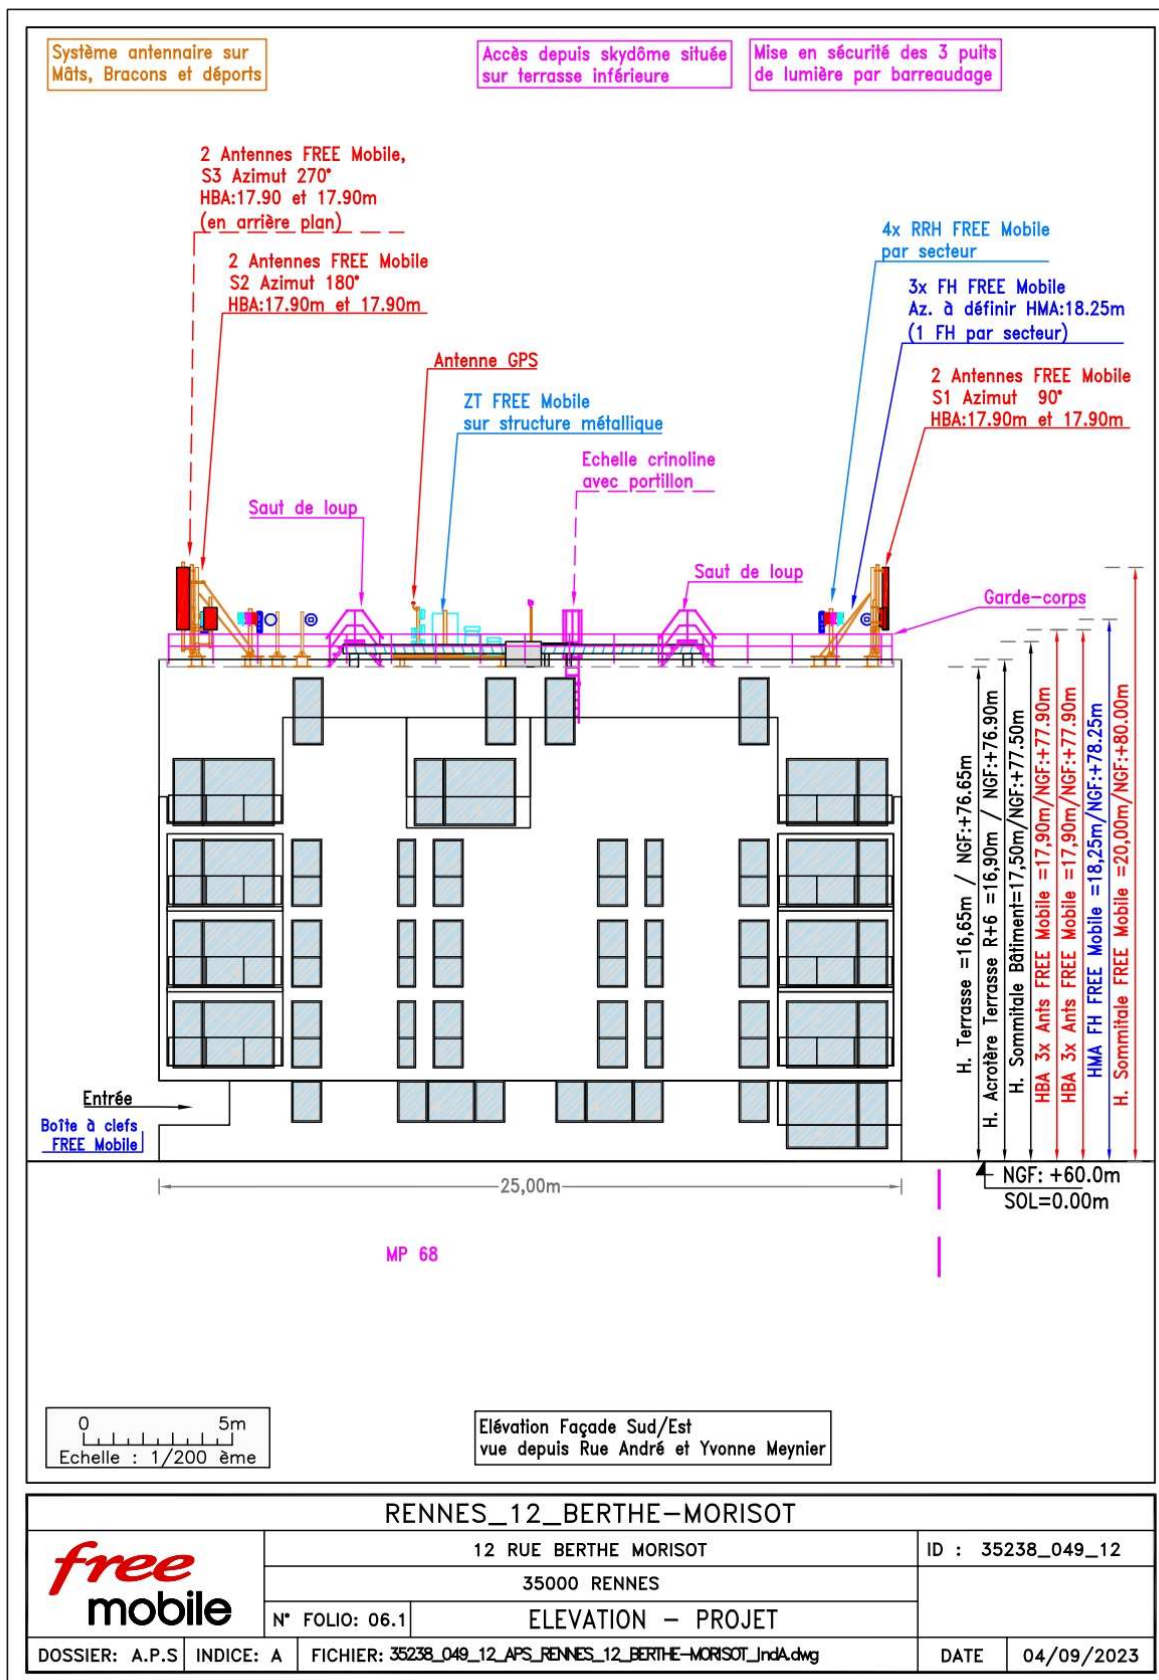 Système antennaire sur
Mâts, Bracons et déports
Accès depuis skydôme située
sur terrasse inférieure
Mise en sécurité des 3 puits
de lumière par barreaudage
2 Antennes FREE Mobile,
S3 Azimut 270°
HBA:17.90 et 17.90m
(en arrière plan)
2 Antennes FREE Mobile
S2 Azimut 180°
HBA:17.90m et 17.90m
4x RRH FREE Mobile
par secteur
3x FH FREE Mobile
Az. à définir HMA:18.25m
(1 FH par secteur)
Antenne GPS
2 Antennes FREE Mobile
S1 Azimut 90°
HBA:17.90m et 17.90m
ZT FREE Mobile
sur structure métallique
Echelle crinoline
avec portillon
Saut de loup
Saut de loup
Garde-corps
H. Terrasse =16,65m / NGF:+76.65m
H. Acrotère Terrasse R+6 =16,90m / NGF:+76.90m
H. Sommitale Bâtiment=17,50m/NGF:+77.50m
HBA 3x Ants FREE Mobile =17,90m/NGF:+77.90m
HBA 3x Ants FREE Mobile =17,90m/NGF:+77.90m
HMA FH FREE Mobile =18,25m/NGF:+78.25m
H. Sommitale FREE Mobile =20,00m/NGF:+80.00m
Entrée
Boîte à clefs
FREE Mobile
NGF: +60.0m
SOL=0.00m
25,00m
MP 68
0 5m
Echelle : 1/200 ème
Elévation Façade Sud/Est
vue depuis Rue André et Yvonne Meynier
RENNES_12_BERTHE-MORISOT
free
mobile
12 RUE BERTHE MORISOT
ID : 35238_049_12
35000 RENNES
N° FOLIO: 06.1
ELEVATION - PROJET
DOSSIER: A.P.S
INDICE: A
FICHIER: 35238_049_12_APS_RENNES_12_BERTHE-MORISOT_IndA.dwg
DATE
04/09/2023